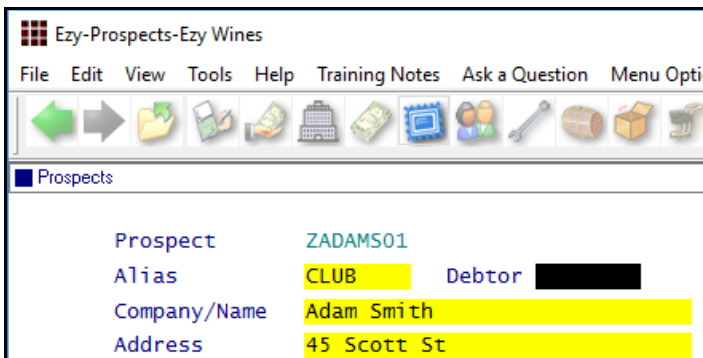 Ezy-Prospects-Ezy Wines
File Edit View Tools Help Training Notes Ask a Question Menu Opti
Prospects
Prospect ZADAMS01
Alias CLUB Debtor
Company/Name Adam Smith
Address 45 Scott St